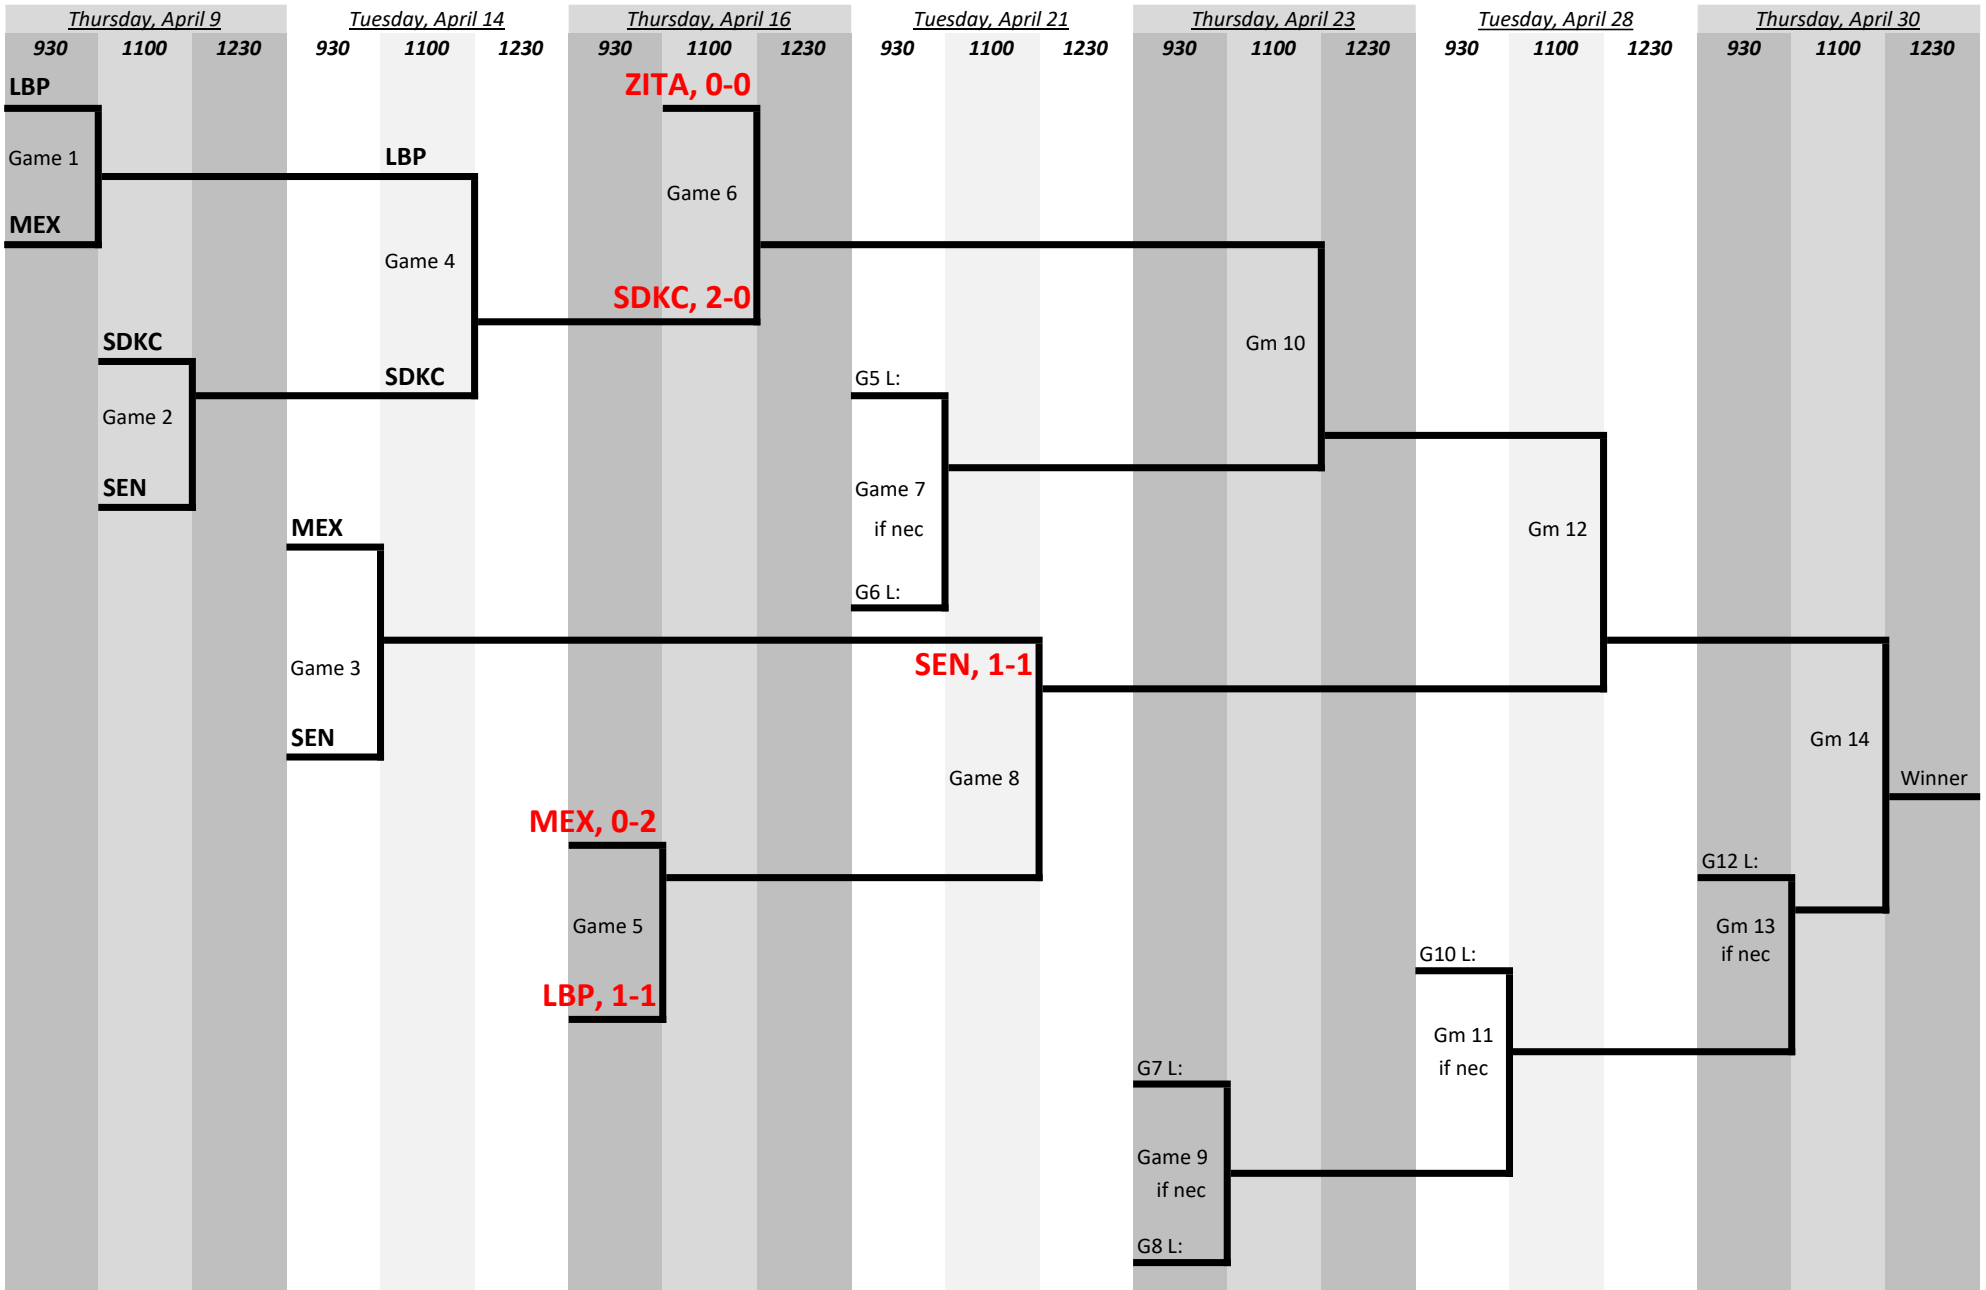 Thursday, April 9 Tuesday, April 14 Thursday, April 16 Tuesday, April 21 Thursday, April 23 Tuesday, April 28 Thursday, April 30
930 1100 1230 930 1100 1230 930 1100 1230 930 1100 1230 930 1100 1230 930 1100 1230 930 1100 1230
LBP
ZITA, 0-0
Game 1
LBP
Game 6
MEX
Game 4
SDKC, 2-0
SDKC
Gm 10
SDKC
G5 L:
Game 2
SEN
Game 7
if nec
MEX
Gm 12
G6 L:
Game 3
SEN, 1-1
SEN
Gm 14
Game 8
Winner
MEX, 0-2
G12 L:
Game 5
Gm 13
if nec
G10 L:
LBP, 1-1
Gm 11
if nec
G7 L:
Game 9
if nec
G8 L: